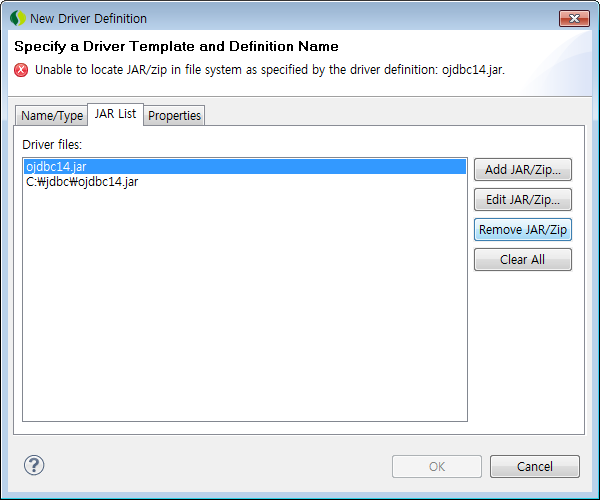 New Driver Definition
Specify a Driver Template and Definition Name
Unable to locate JAR/zip in file system as specified by the driver definition: ojdbc14.jar.
Name/Type JAR List Properties
Driver files:
ojdbc14.jar
C:₩jdbc₩ojdbc14.jar
Add JAR/Zip...
Edit JAR/Zip...
Remove JAR/Zip
Clear All
?
OK Cancel